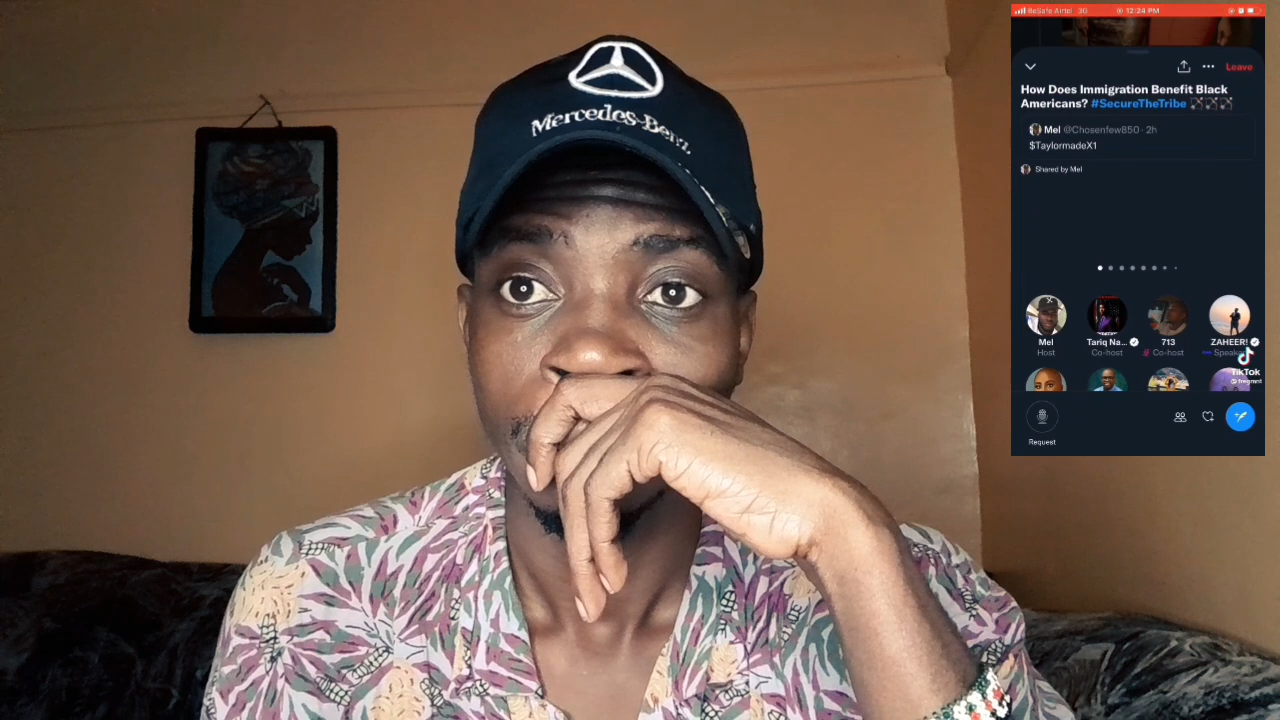 Mercedes-Benz
BeSafe Airtel 3G
12:24 PM
Leave
How Does Immigration Benefit Black
Americans? #SecureTheTribe
Mel @Chosenfew850 · 2h
$TaylormadeX1
Shared by Mel
Mel
Tariq Na...
713
ZAHEER!
Host
Co-host
Co-host
Speaker
TikTok
Request